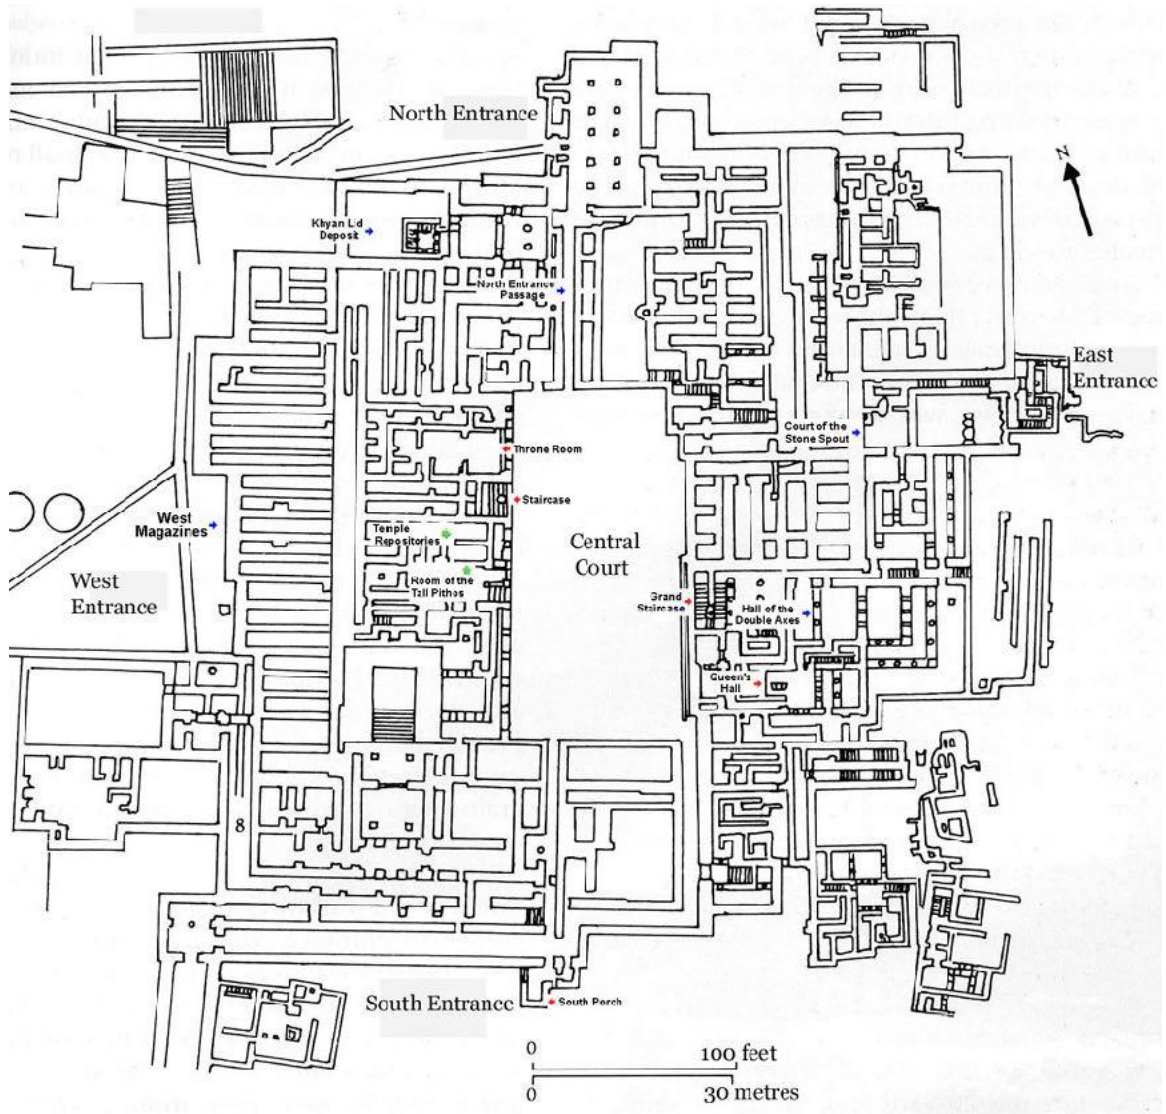 North Entrance
N
Khyan Lid
Deposit
North Entrance
Passage
East
Entrance
Court of the
Stone Spout
Throne Room
Staircase
West
Magazines
Temple
Repositories
Central
Court
West
Entrance
Room of the
Tall Pithos
Grand
Staircase
Hall of the
Double Axes
Queen's
Hall
8
South Entrance
South Porch
0
100 feet
0
30 metres